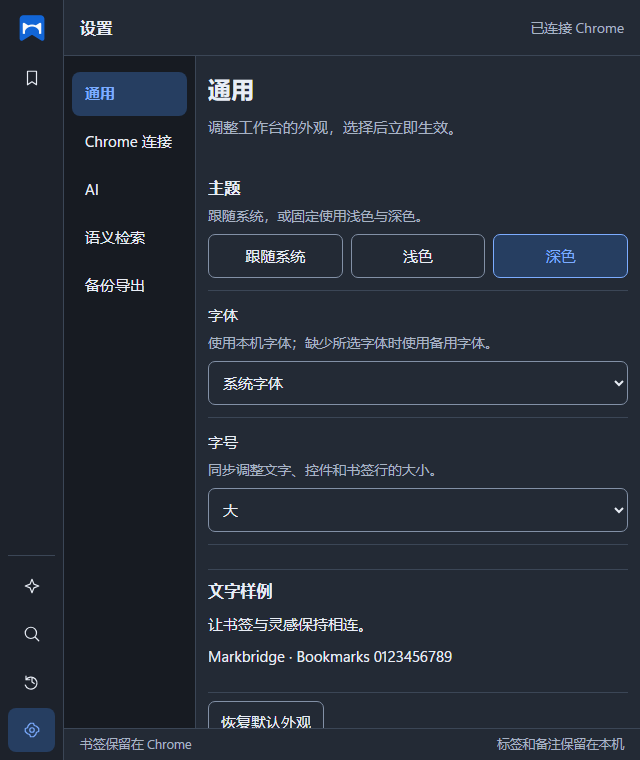 设置
已连接 Chrome
通用
Chrome 连接
AI
语义检索
备份导出
通用
调整工作台的外观，选择后立即生效。
主题
跟随系统，或固定使用浅色与深色。
跟随系统
浅色
深色
字体
使用本机字体；缺少所选字体时使用备用字体。
系统字体
字号
同步调整文字、控件和书签行的大小。
大
文字样例
让书签与灵感保持相连。
Markbridge · Bookmarks 0123456789
恢复默认外观
书签保留在 Chrome
标签和备注保留在本机